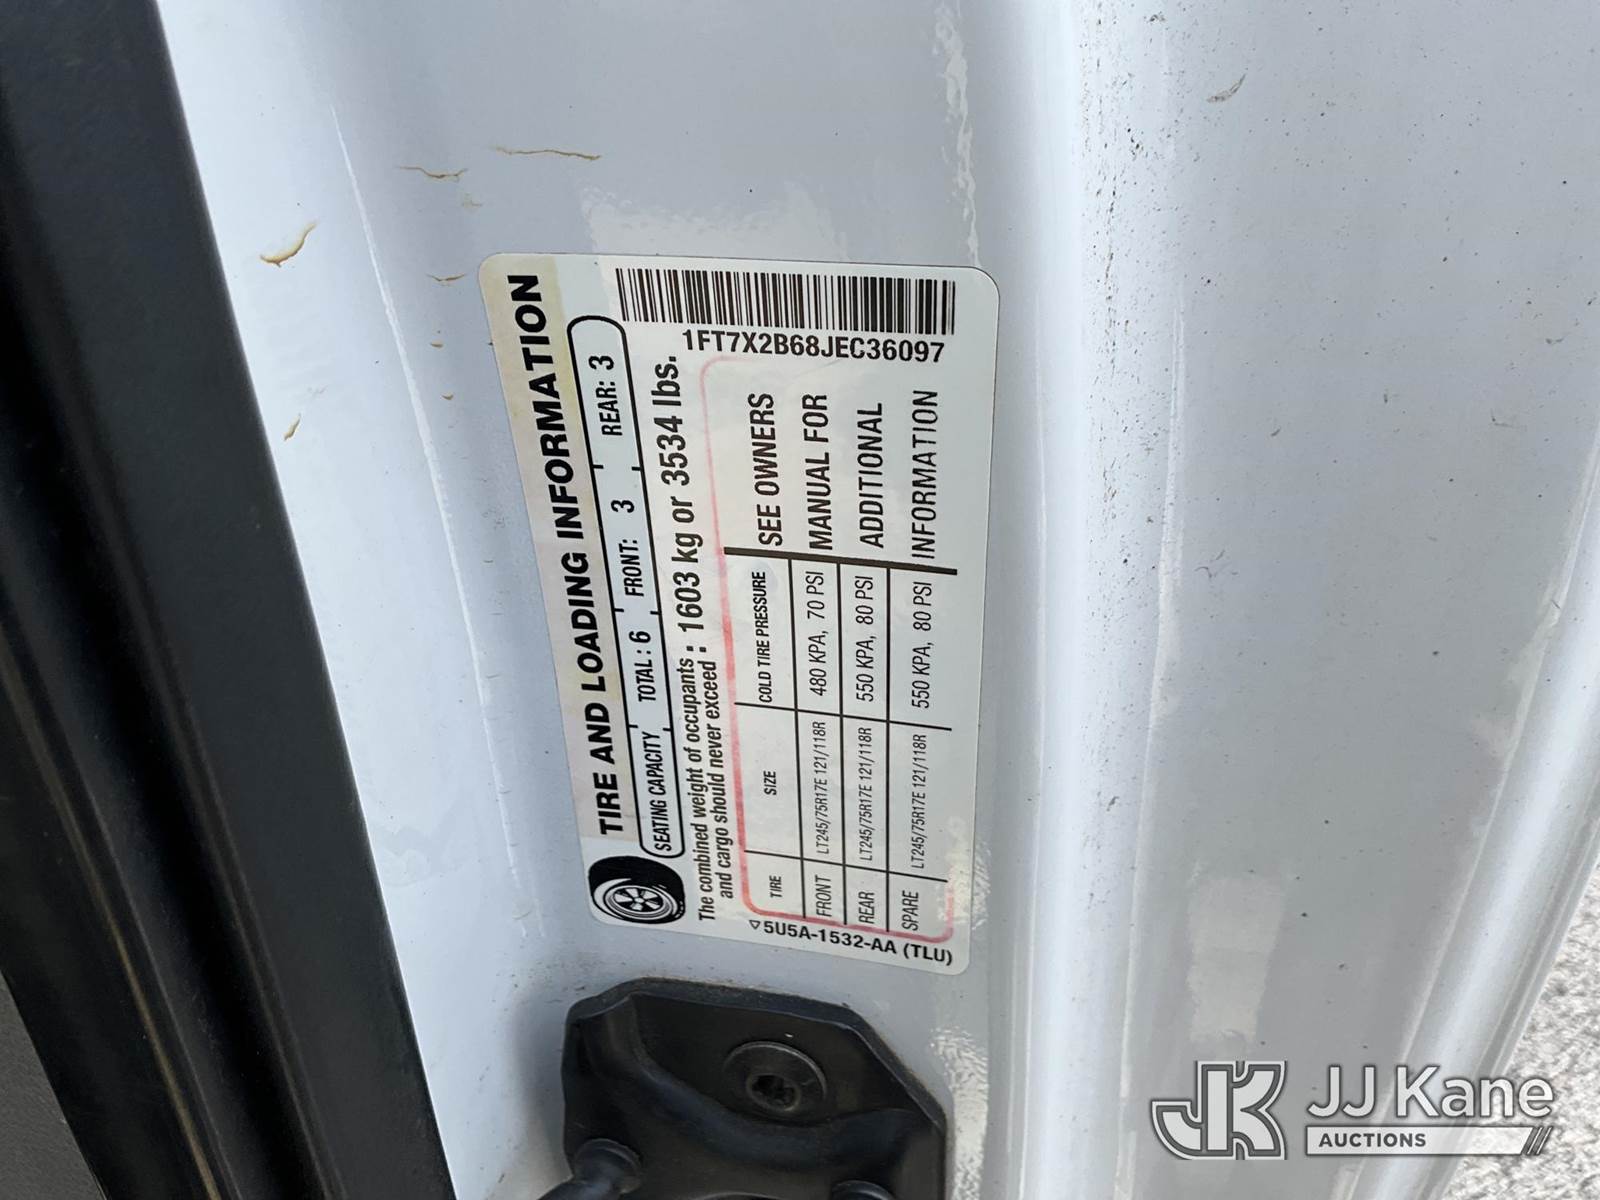 TIRE AND LOADING INFORMATION
SEATING CAPACITY TOTAL: 6 FRONT: 3 REAR: 3
The combined weight of occupants
and cargo should never exceed : 1603 kg or 3534 lbs.
1FT7X2B68JEC36097
TIRE SIZE COLD TIRE PRESSURE
FRONT LT245/75R17E 121/118R 480 KPA, 70 PSI
REAR LT245/75R17E 121/118R 550 KPA, 80 PSI
SPARE LT245/75R17E 121/118R 550 KPA, 80 PSI
SEE OWNERS
MANUAL FOR
ADDITIONAL
INFORMATION
5U5A-1532-AA (TLU)
JK JJ Kane
AUCTIONS